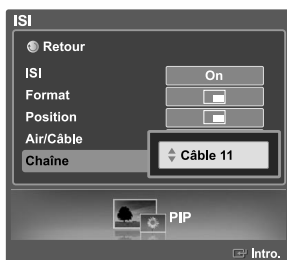 ISI
Retour
ISI On
Format
Position
Air/Câble
Chaîne Câble 11
PIP
Intro.